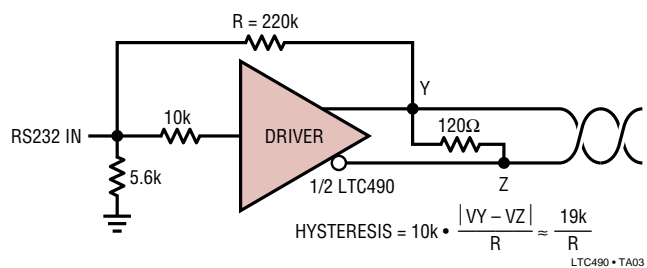 R = 220k
Y
10k
RS232 IN
DRIVER
120Ω
5.6k
1/2 LTC490
Z
HYSTERESIS = 10k • |VY – VZ| / R ≈ 19k / R
LTC490 • TA03